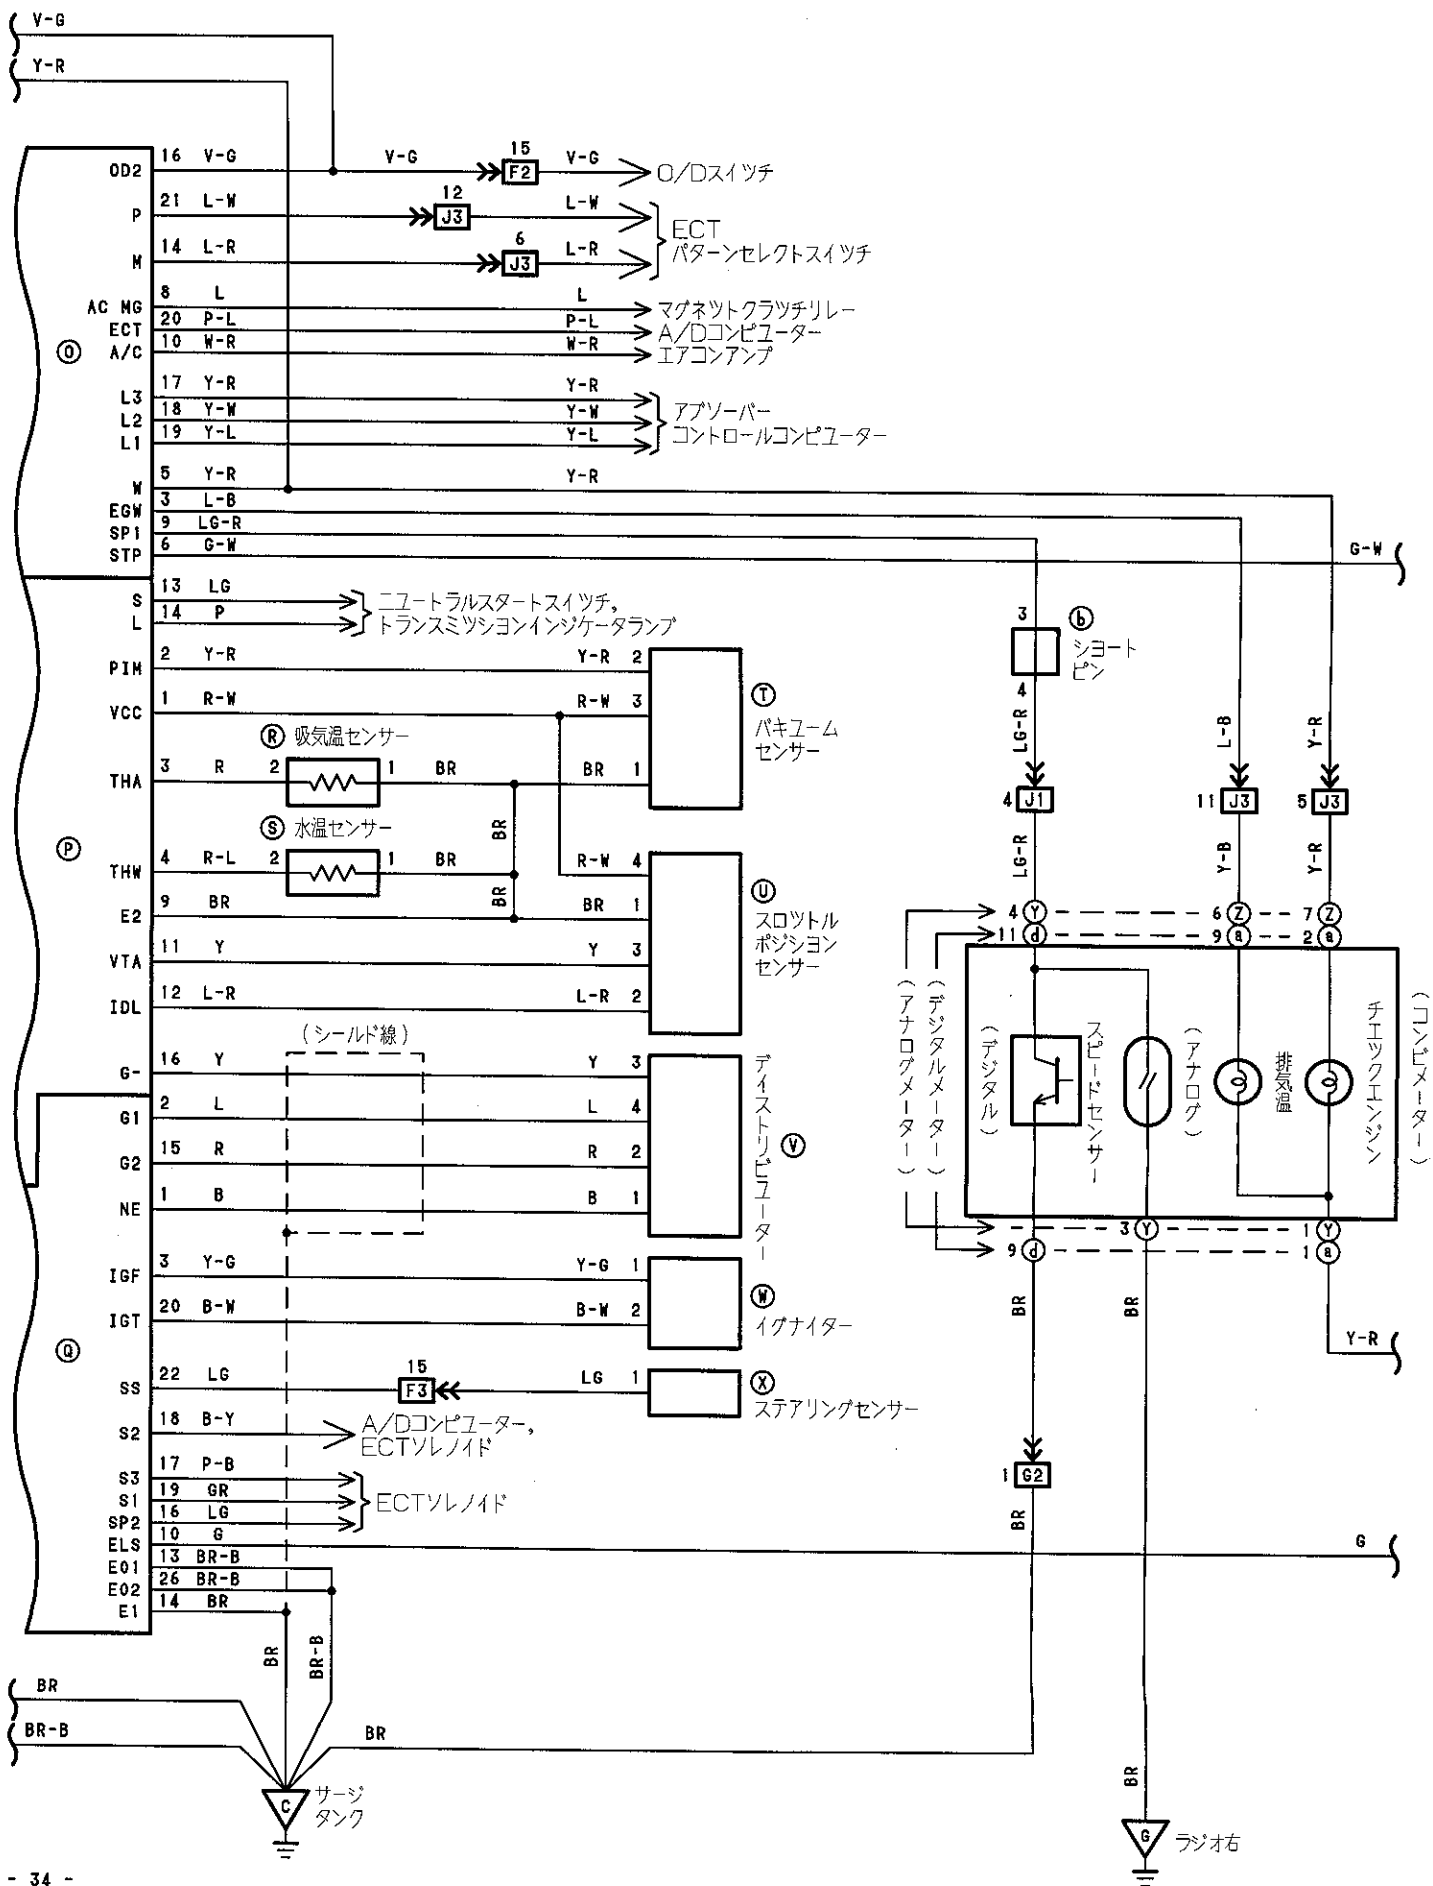 V-G
Y-R
OD2 16 V-G V-G 15 F2 V-G O/Dスイツチ
P 21 L-W 12 J3 L-W
M 14 L-R 6 J3 L-R
ECT
パターンセレクトスイツチ
AC MG 8 L L マグネツトクラツチリレー
ECT 20 P-L P-L A/Dコンピユーター
A/C 10 W-R W-R エアコンアンプ
O
L3 17 Y-R Y-R
L2 18 Y-W Y-W
L1 19 Y-L Y-L
アブソーバー
コントロールコンピユーター
W 5 Y-R Y-R
EGW 3 L-B
SP1 9 LG-R
STP 6 G-W G-W
S 13 LG
L 14 P
ニユートラルスタートスイツチ,
トランスミツシヨンインジケータランプ
PIM 2 Y-R Y-R 2
VCC 1 R-W R-W 3
T
バキユーム
センサー
R 吸気温センサー
THA 3 R 2 1 BR BR 1
S 水温センサー
BR
THW 4 R-L 2 1 BR R-W 4
BR
E2 9 BR BR 1
P
U
スロツトル
ポジシヨン
センサー
VTA 11 Y Y 3
IDL 12 L-R L-R 2
(シールド線)
G- 16 Y Y 3
G1 2 L L 4
G2 15 R R 2
NE 1 B B 1
デイストリビユーター
V
IGF 3 Y-G Y-G 1
IGT 20 B-W B-W 2
W
イグナイター
Q
SS 22 LG 15 F3 LG 1
X
ステアリングセンサー
S2 18 B-Y
A/Dコンピユーター,
ECTソレノイド
S3 17 P-B
S1 19 GR
SP2 16 LG
ECTソレノイド
ELS 10 G G
E01 13 BR-B
E02 26 BR-B
E1 14 BR
BR
BR-B
BR
BR-B
BR
C
サージ
タンク
3
b
シヨート
ピン
4
LG-R L-B Y-R
4 J1 11 J3 5 J3
LG-R Y-B Y-R
4 Y 6 Z 7 Z
11 d 9 a 2 a
(アナログメーター)
(デジタルメーター)
(デジタル)
スピードセンサー
(アナログ)
排気温
チエツクエンジン
(コンビメーター)
3 Y 1 Y
9 d 1 a
BR
BR
Y-R
1 G2
BR
BR
G
ラジオ右
- 34 -